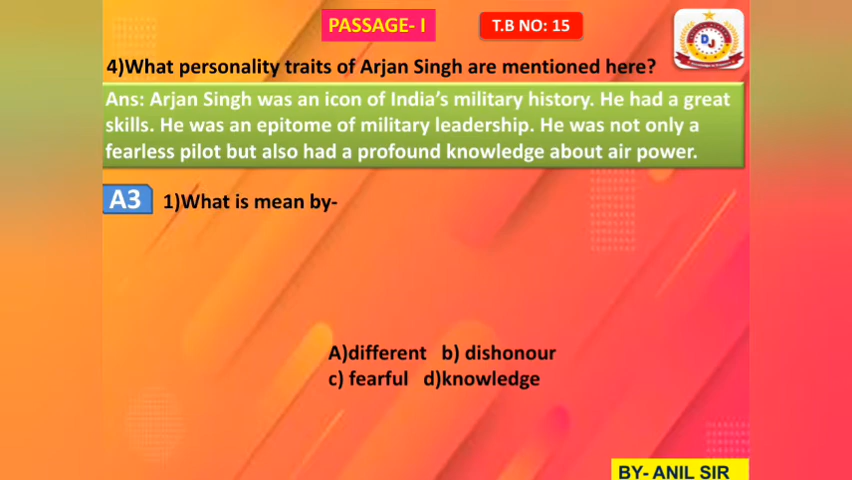 PASSAGE- I
T.B NO: 15
DJ
4)What personality traits of Arjan Singh are mentioned here?
Ans: Arjan Singh was an icon of India's military history. He had a great
skills. He was an epitome of military leadership. He was not only a
fearless pilot but also had a profound knowledge about air power.
A3 1)What is mean by-
A)different b) dishonour
c) fearful d)knowledge
BY- ANIL SIR